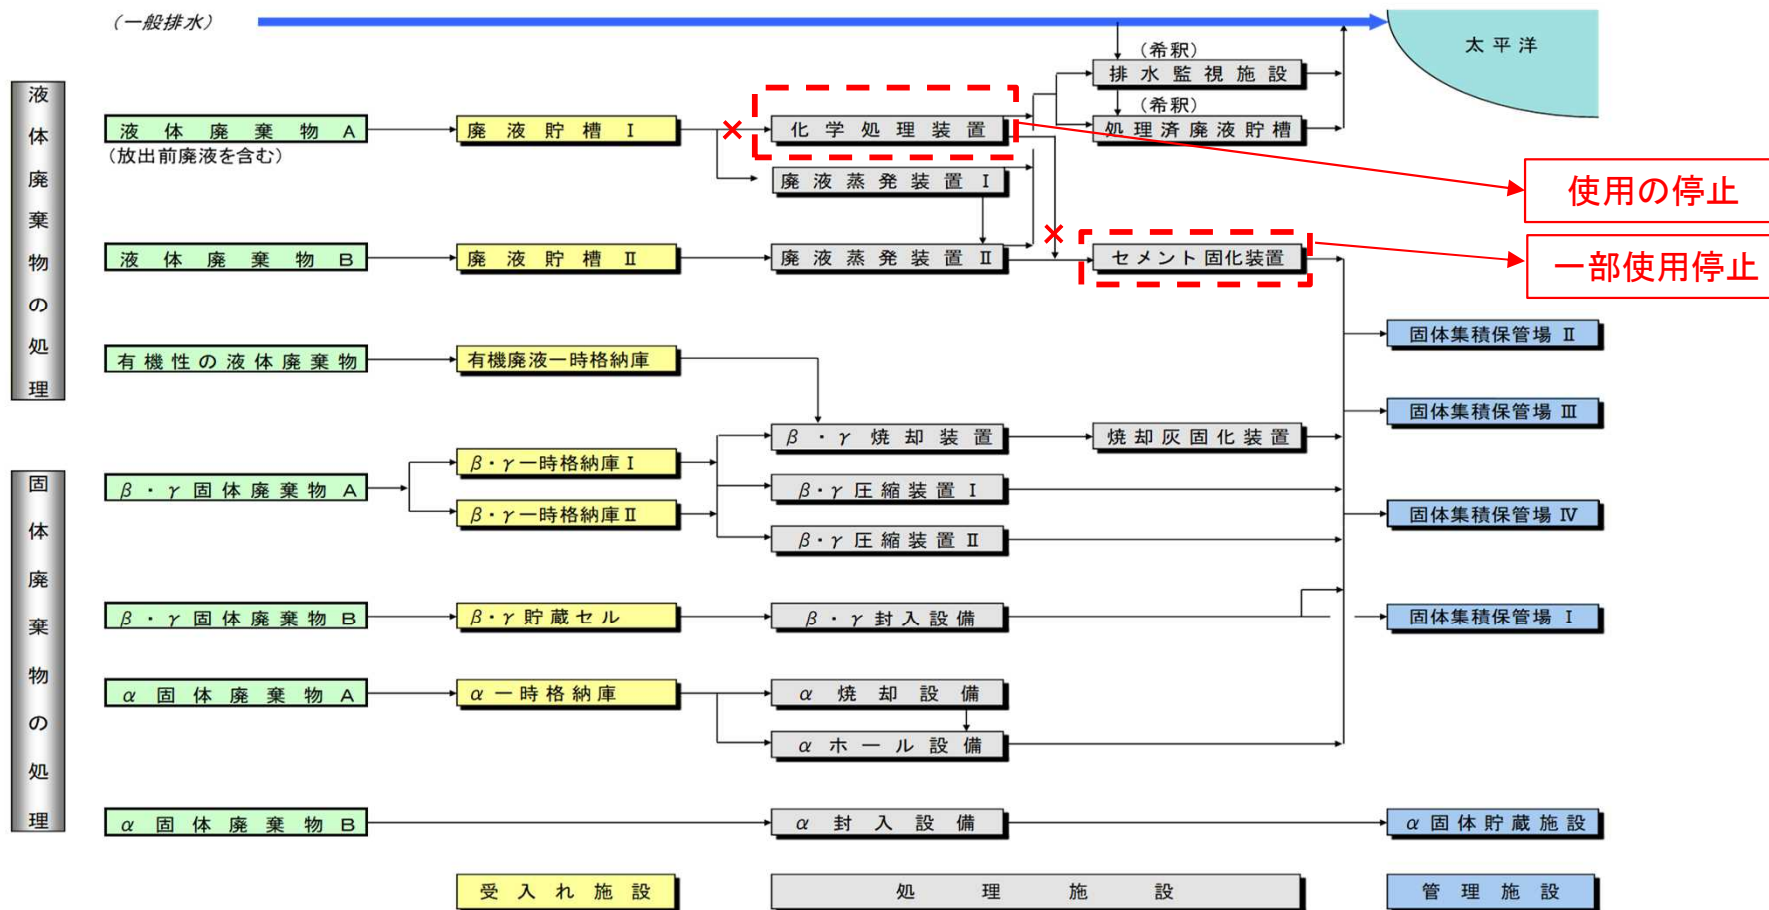 (一般排水)
太平洋
液体廃棄物の処理
(希釈)
排水監視施設
(希釈)
液体廃棄物A
廃液貯槽Ⅰ
×
化学処理装置
処理済廃液貯槽
(放出前廃液を含む)
廃液蒸発装置Ⅰ
使用の停止
×
液体廃棄物B
廃液貯槽Ⅱ
廃液蒸発装置Ⅱ
セメント固化装置
一部使用停止
固体集積保管場 Ⅱ
有機性の液体廃棄物
有機廃液一時格納庫
固体集積保管場 Ⅲ
β・γ焼却装置
焼却灰固化装置
固体廃棄物の処理
β・γ一時格納庫Ⅰ
β・γ固体廃棄物A
β・γ圧縮装置Ⅰ
β・γ一時格納庫Ⅱ
固体集積保管場 Ⅳ
β・γ圧縮装置Ⅱ
β・γ固体廃棄物B
β・γ貯蔵セル
β・γ封入設備
固体集積保管場 Ⅰ
α固体廃棄物A
α一時格納庫
α焼却設備
αホール設備
α固体廃棄物B
α封入設備
α固体貯蔵施設
受入れ施設
処理施設
管理施設